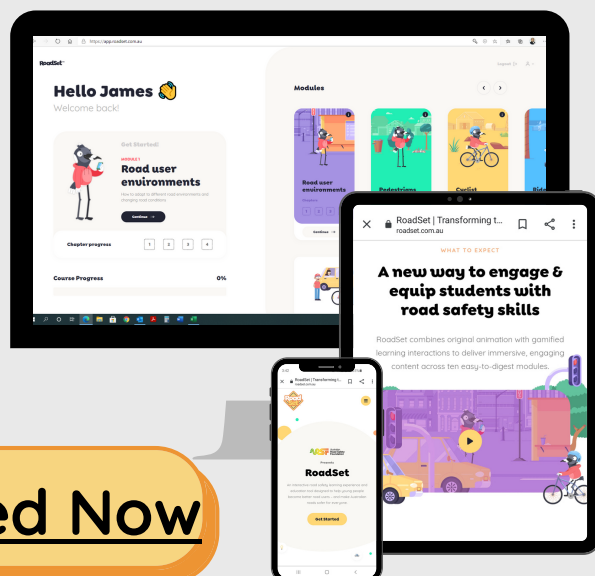 https://app.roadset.com.au
RoadSet
Logout
Hello James
Welcome back!
Modules
Get Started!
MODULE 1
Road user
environments
How to adapt to different road environments and
changing road conditions.
Continue →
Chapter progress
1 2 3 4
Course Progress 0%
Road user
environments
Pedestrians
Cyclist
Continue →
RoadSet | Transforming t...
roadset.com.au
WHAT TO EXPECT
A new way to engage &
equip students with
road safety skills
RoadSet combines original animation with gamified
learning interactions to deliver immersive, engaging
content across ten easy-to-digest modules.
RoadSet | Transforming t...
roadset.com.au
RoadSet
Get Started
ed Now